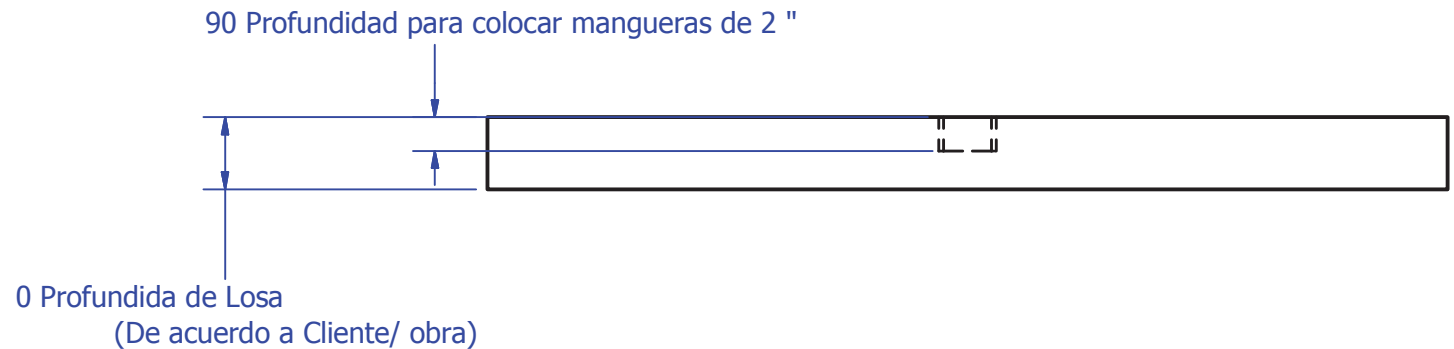 90 Profundidad para colocar mangueras de 2 "
0 Profundida de Losa
(De acuerdo a Cliente/ obra)